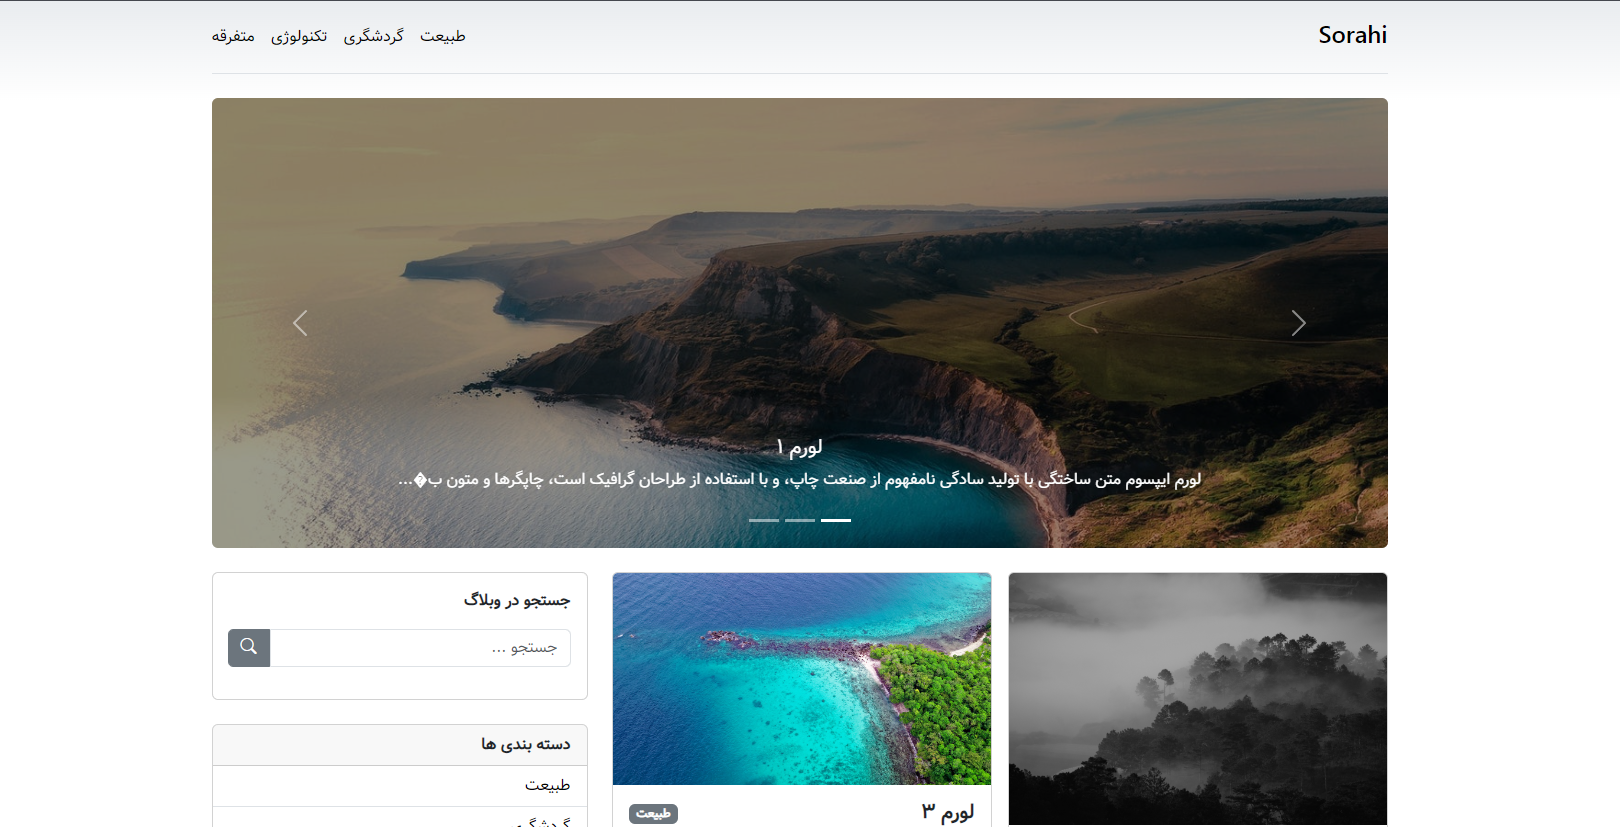 Sorahi
طبیعت گردشگری تکنولوژی متفرقه
لورم ۱
لورم ایپسوم متن ساختگی با تولید سادگی نامفهوم از صنعت چاپ، و با استفاده از طراحان گرافیک است، چاپگرها و متون ب�...
جستجو در وبلاگ
جستجو ...
دسته بندی ها
طبیعت
گردشگری
لورم ۳
طبیعت